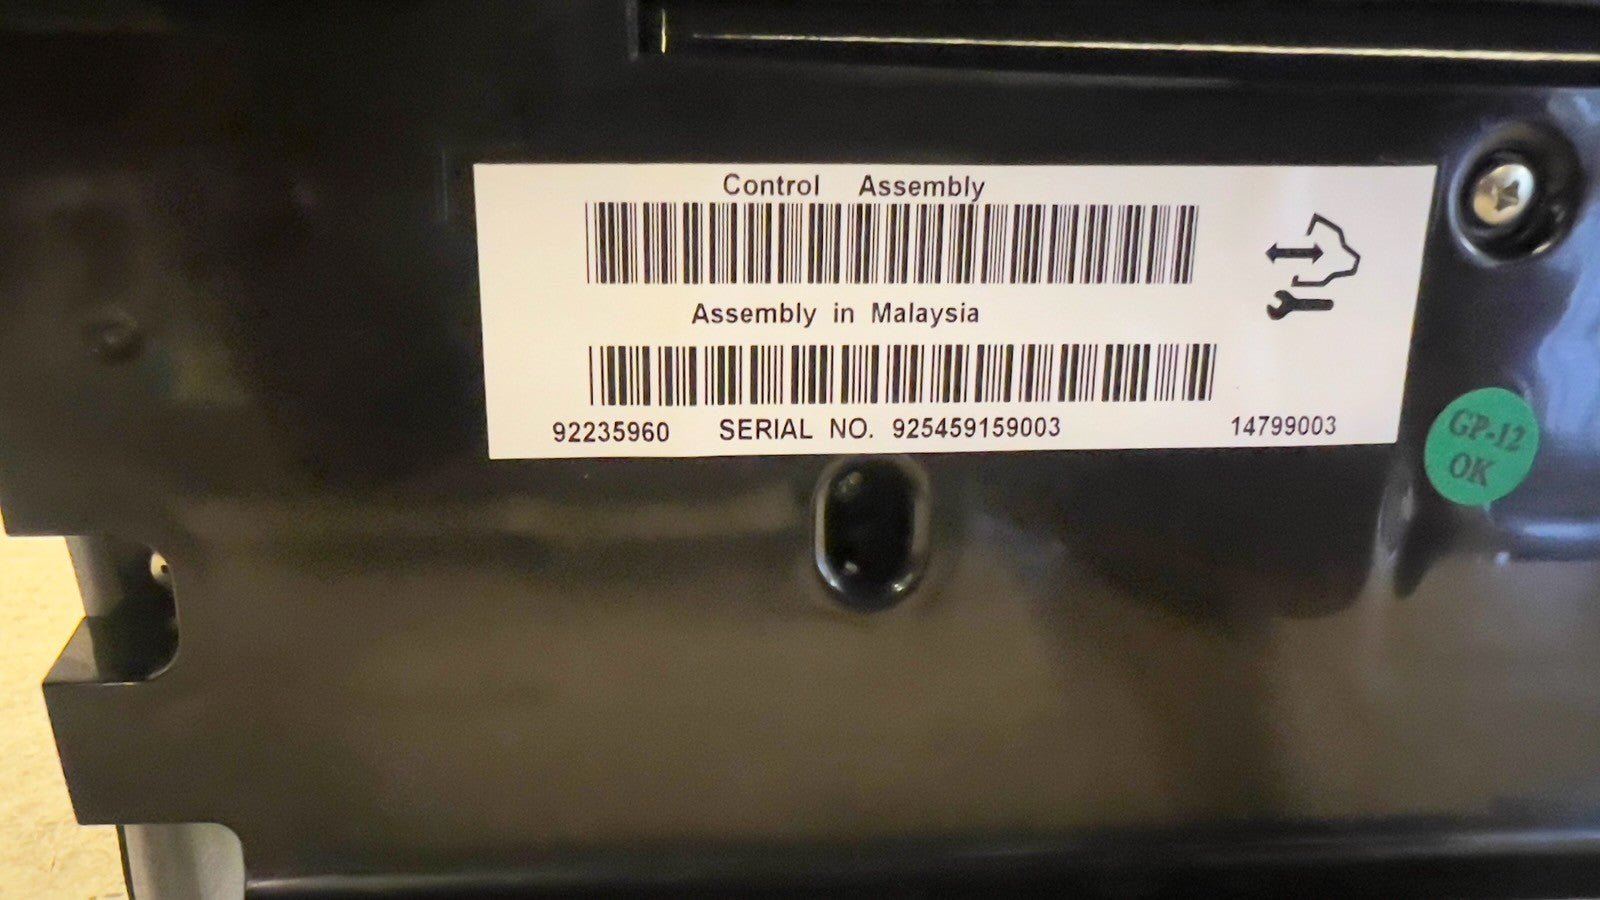 Control Assembly
Assembly in Malaysia
92235960 SERIAL NO. 925459159003 14799003
GP-12
OK